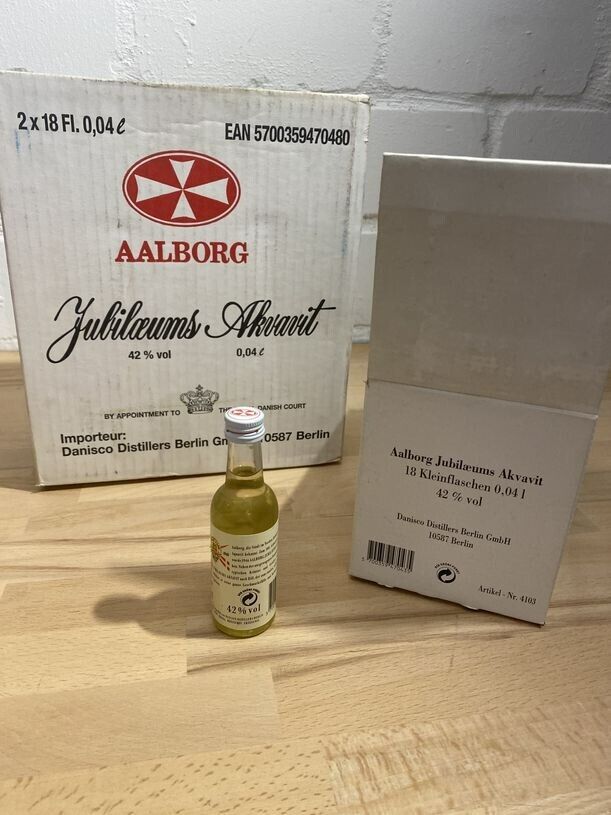 2 x 18 Fl. 0,04 ℓ
EAN 5700359470480
AALBORG
Jubilæums Akvavit
42 % vol
0,04 ℓ
BY APPOINTMENT TO
DANISH COURT
Importeur:
Danisco Distillers Berlin
0587 Berlin
Aalborg Jubilæums Akvavit
18 Kleinflaschen 0,04 l
42 % vol
Danisco Distillers Berlin GmbH
10587 Berlin
Artikel - Nr. 4103
42 % vol